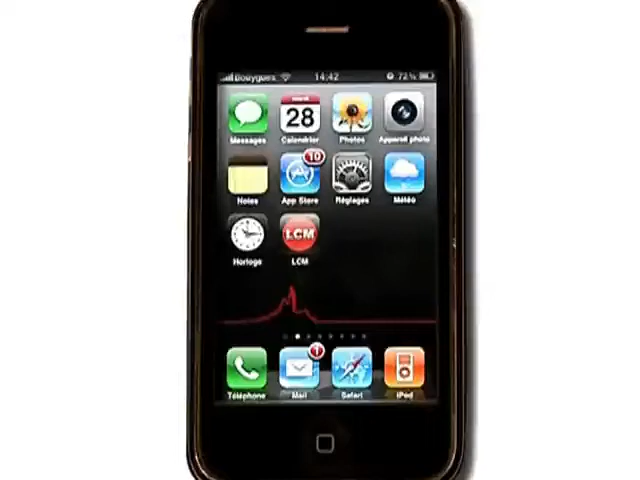 Bouygues 14:42 72%
Messages 28 Calendrier Photos Appareil photo
Notes 10 App Store Réglages Météo
Horloge LCM LCM
Téléphone 1 Mail Safari iPod